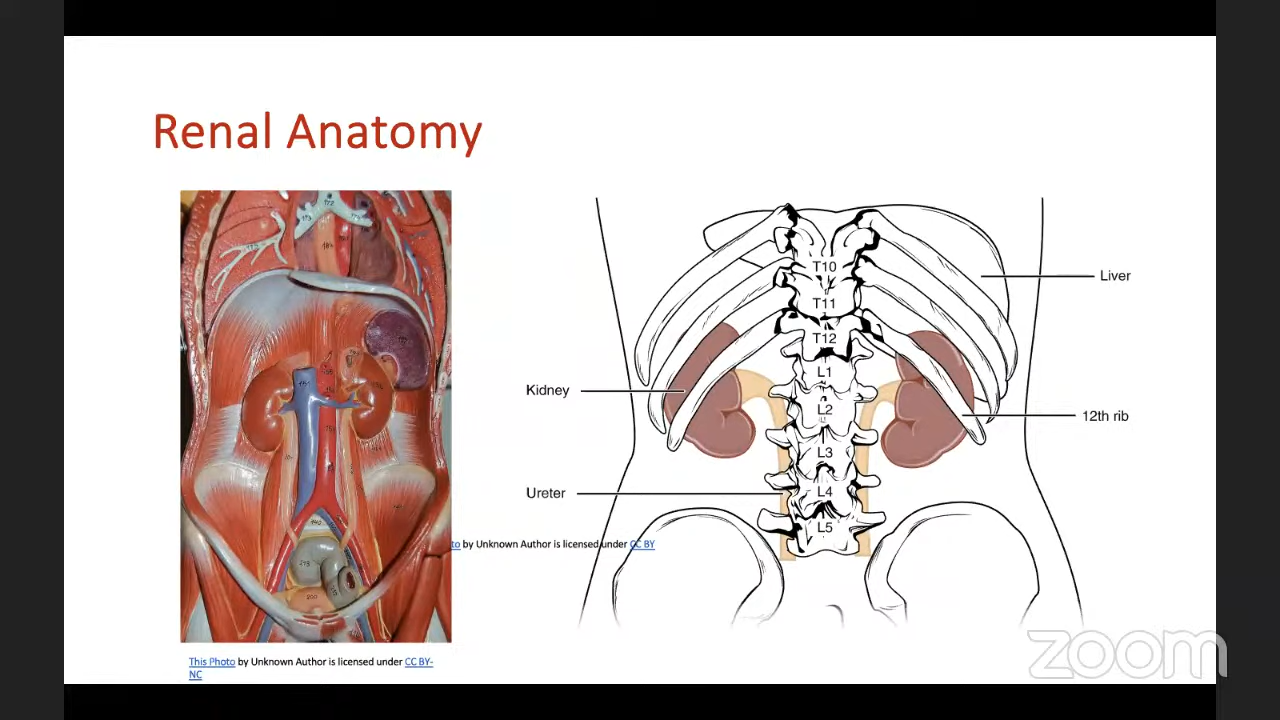 Renal Anatomy
T10
T11
T12
L1
L2
L3
L4
L5
Liver
Kidney
12th rib
Ureter
to by Unknown Author is licensed under CC BY
This Photo by Unknown Author is licensed under CC BY-
NC
zoom